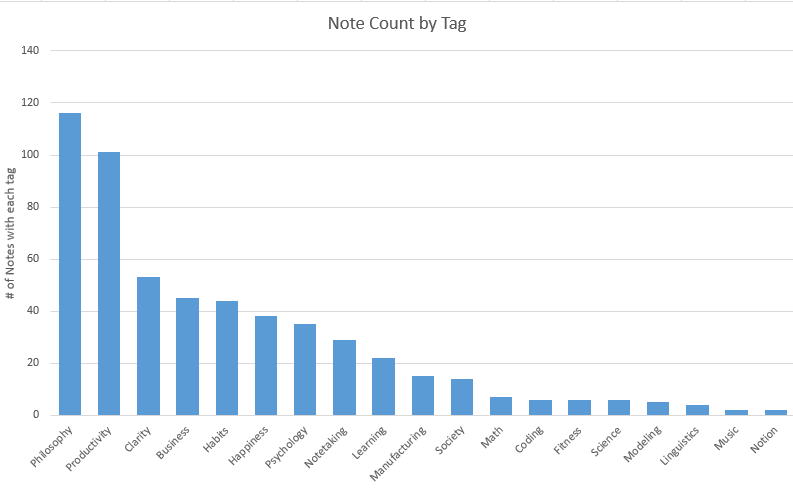 Note Count by Tag
# of Notes with each tag
140
120
100
80
60
40
20
0
Philosophy
Productivity
Clarity
Business
Habits
Happiness
Psychology
Notetaking
Learning
Manufacturing
Society
Math
Coding
Fitness
Science
Modeling
Linguistics
Music
Notion